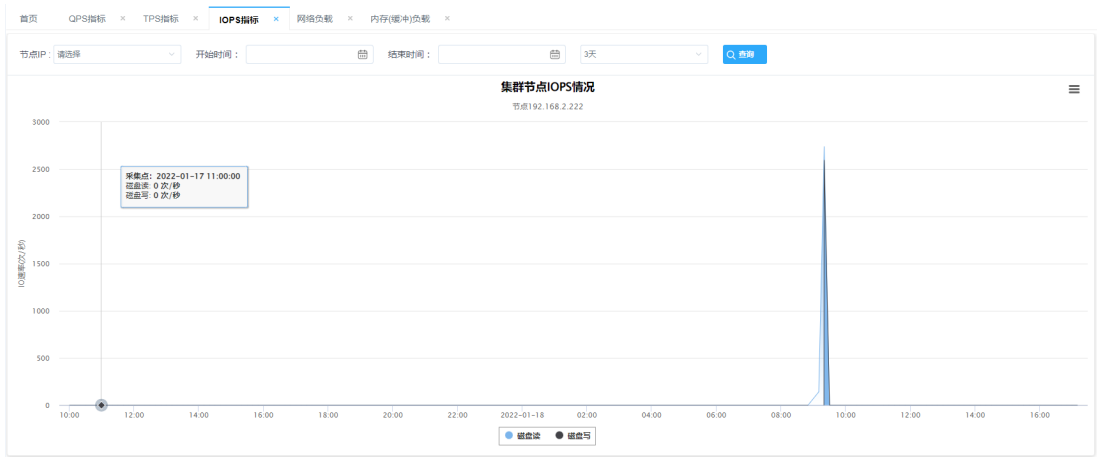 首页 QPS指标 × TPS指标 × IOPS指标 × 网络负载 × 内存(缓冲)负载 ×
节点IP : 请选择 开始时间 : 结束时间 : 3天 查询
集群节点IOPS情况
节点192.168.2.222
3000
2500
2000
1500
1000
500
0
IO速率(次/秒)
采集点: 2022-01-17 11:00:00
磁盘读: 0 次/秒
磁盘写: 0 次/秒
10:00 12:00 14:00 16:00 18:00 20:00 22:00 2022-01-18 02:00 04:00 06:00 08:00 10:00 12:00 14:00 16:00
磁盘读 磁盘写